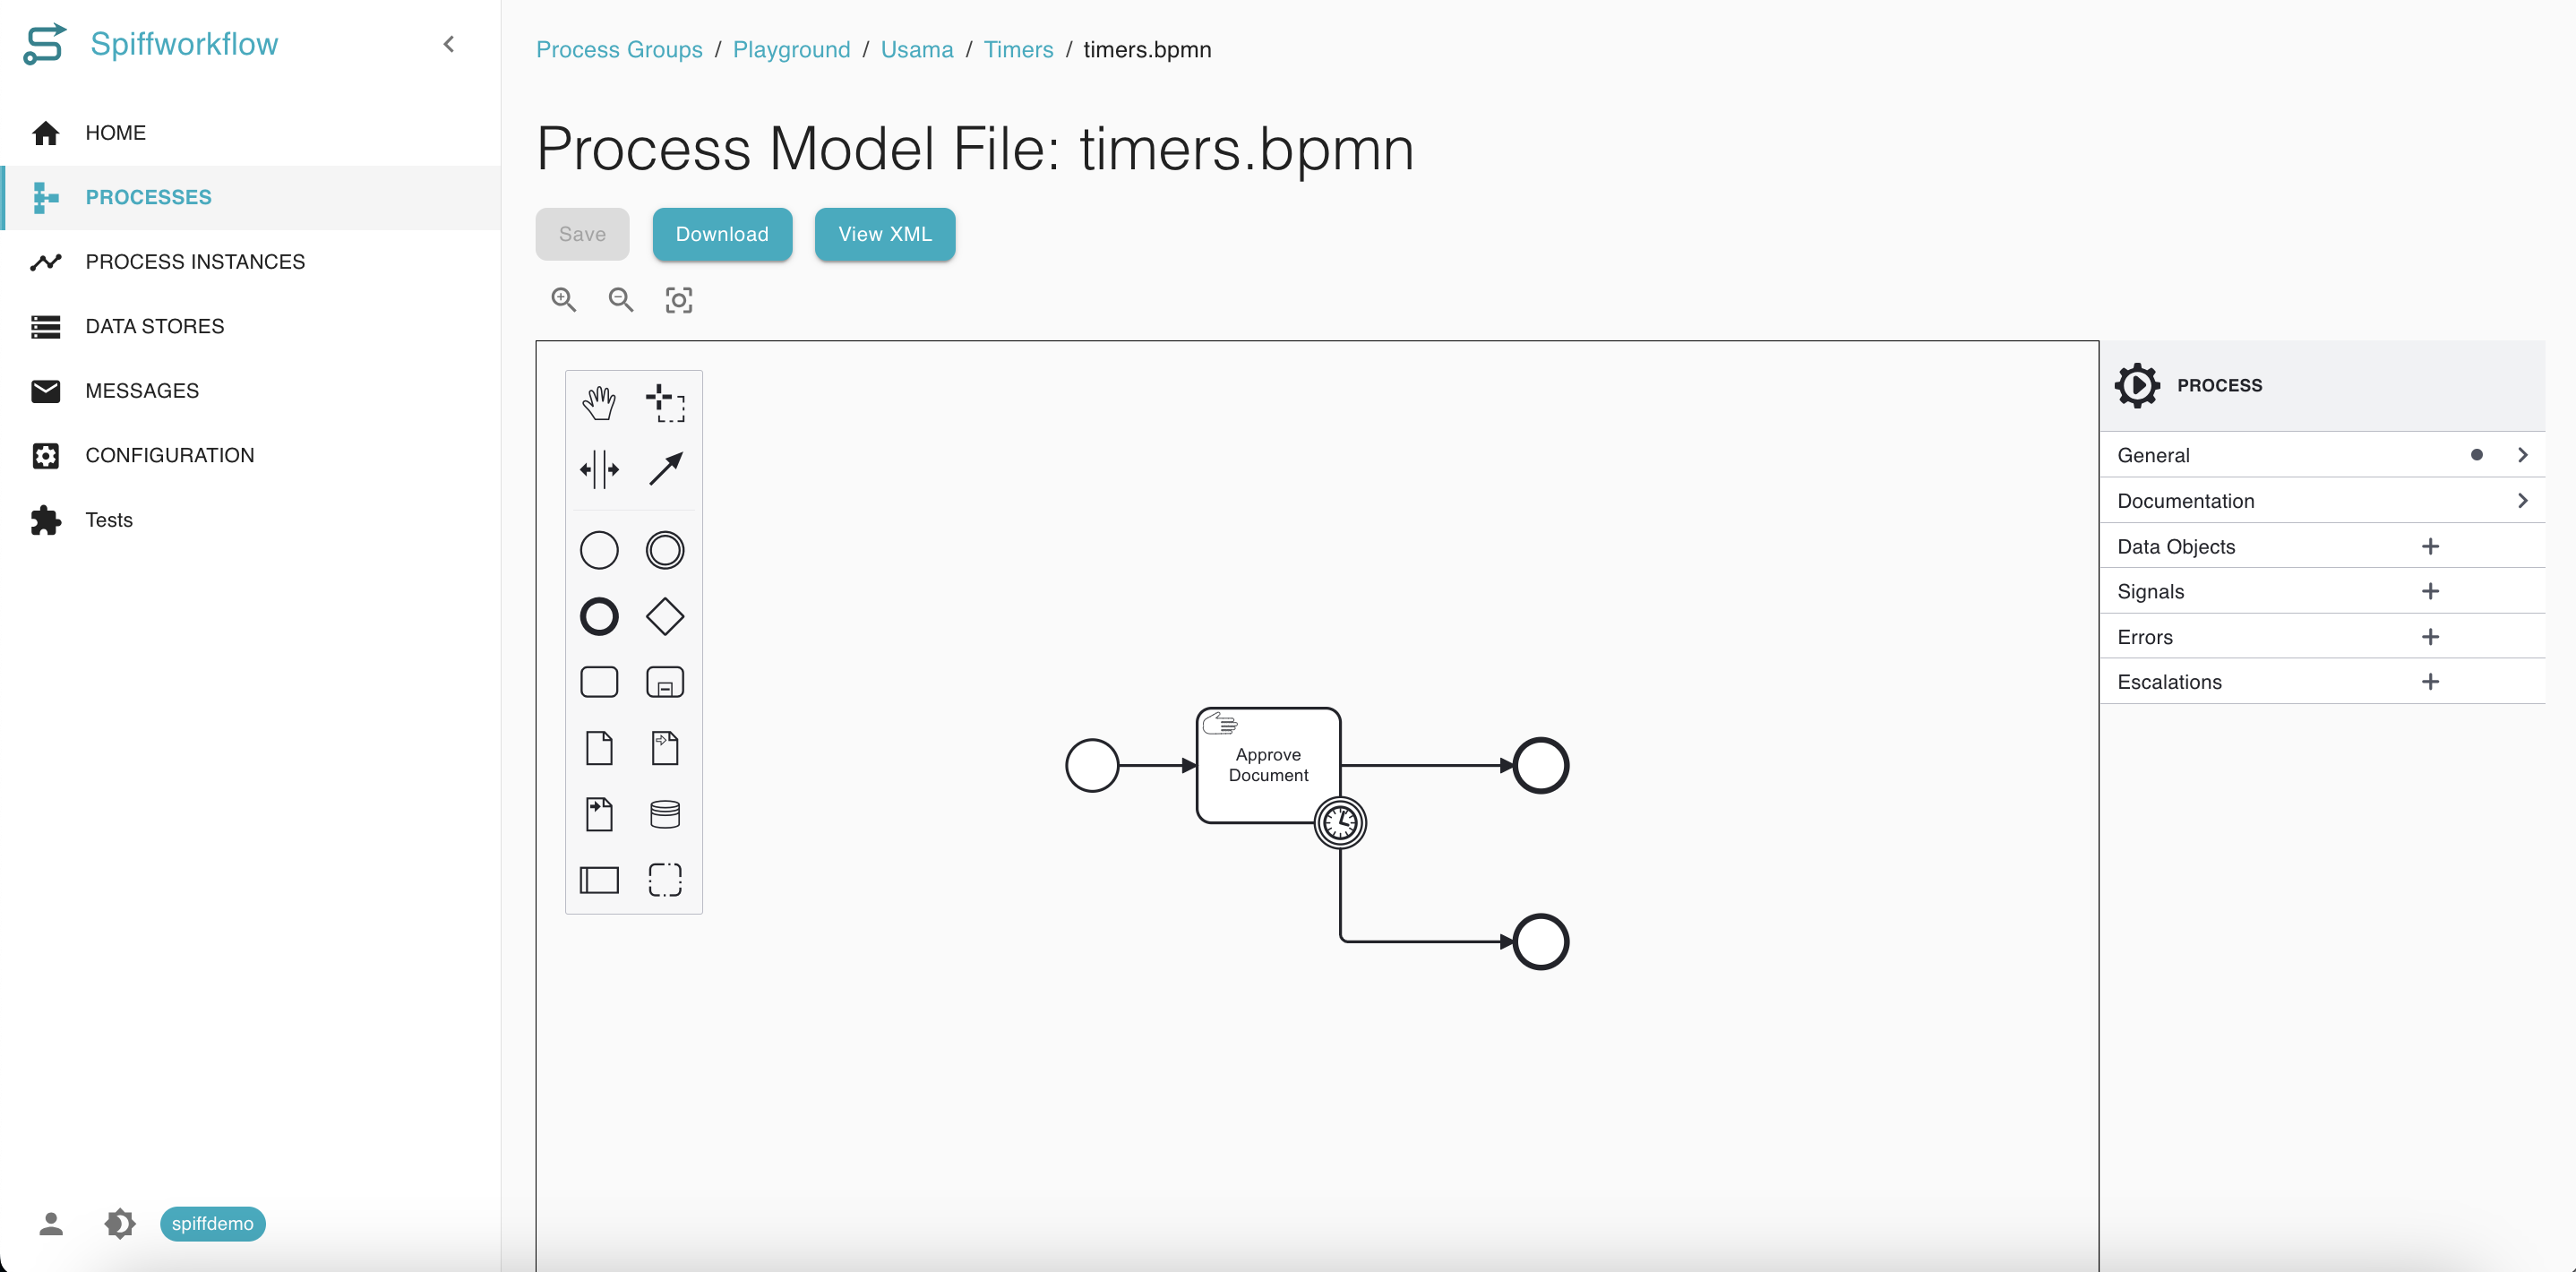 Spiffworkflow
HOME
PROCESSES
PROCESS INSTANCES
DATA STORES
MESSAGES
CONFIGURATION
Tests
spiffdemo
Process Groups / Playground / Usama / Timers / timers.bpmn
Process Model File: timers.bpmn
Save
Download
View XML
Approve
Document
PROCESS
General
Documentation
Data Objects
Signals
Errors
Escalations